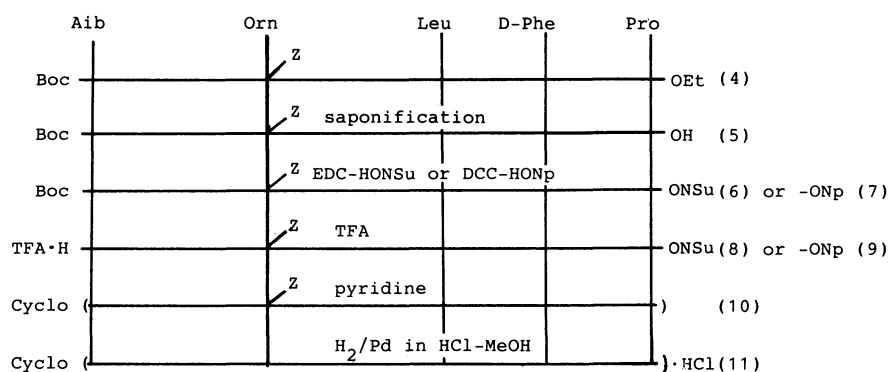 Aib Orn Leu D-Phe Pro
Z
Boc OEt (4)
Z saponification
Boc OH (5)
Z EDC-HONSu or DCC-HONp
Boc ONSu(6) or -ONp (7)
Z TFA
TFA·H ONSu(8) or -ONp (9)
Z pyridine
Cyclo ( ) (10)
H2/Pd in HCl-MeOH
Cyclo ( )·HCl(11)